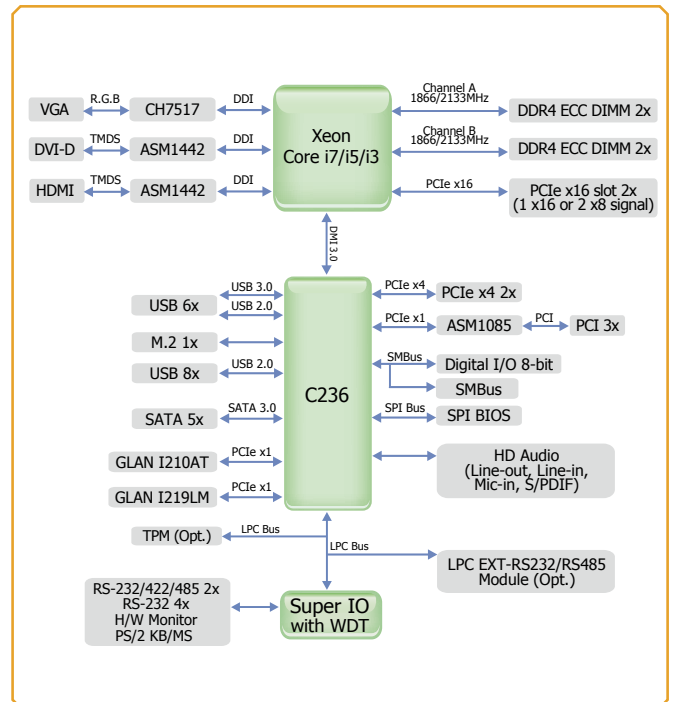 VGA
R.G.B
CH7517
DDI
DVI-D
TMDS
ASM1442
DDI
HDMI
TMDS
ASM1442
DDI
Xeon
Core i7/i5/i3
Channel A
1866/2133MHz
DDR4 ECC DIMM 2x
Channel B
1866/2133MHz
DDR4 ECC DIMM 2x
PCIe x16
PCIe x16 slot 2x
(1 x16 or 2 x8 signal)
DMI 3.0
USB 6x
USB 3.0
USB 2.0
M.2 1x
USB 8x
USB 2.0
SATA 5x
SATA 3.0
GLAN I210AT
PCIe x1
GLAN I219LM
PCIe x1
C236
PCIe x4
PCIe x4 2x
PCIe x1
ASM1085
PCI
PCI 3x
SMBus
Digital I/O 8-bit
SMBus
SPI Bus
SPI BIOS
HD Audio
(Line-out, Line-in,
Mic-in, S/PDIF)
TPM (Opt.)
LPC Bus
LPC Bus
LPC EXT-RS232/RS485
Module (Opt.)
RS-232/422/485 2x
RS-232 4x
H/W Monitor
PS/2 KB/MS
Super IO
with WDT